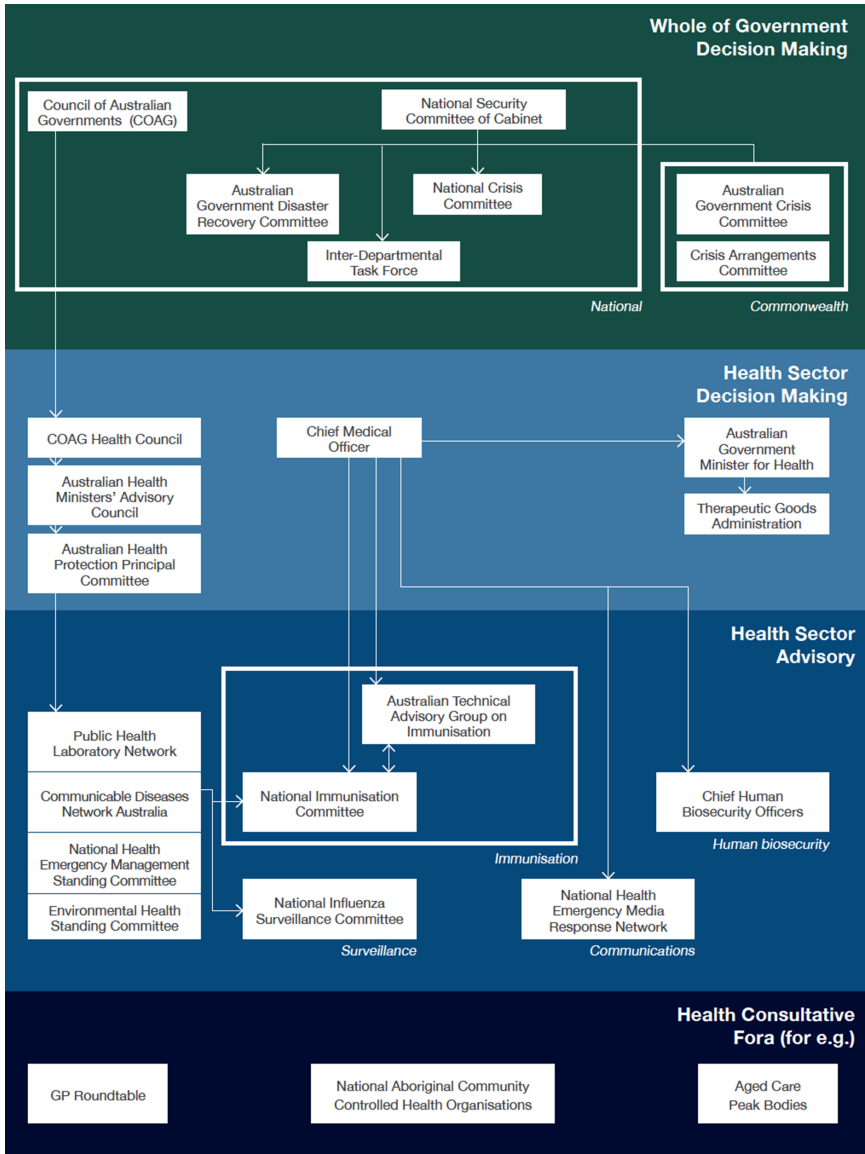 Whole of Government
Decision Making
Council of Australian
Governments (COAG)
National Security
Committee of Cabinet
Australian
Government Disaster
Recovery Committee
National Crisis
Committee
Inter-Departmental
Task Force
National
Australian
Government Crisis
Committee
Crisis Arrangements
Committee
Commonwealth
Health Sector
Decision Making
COAG Health Council
Australian Health
Ministers' Advisory
Council
Australian Health
Protection Principal
Committee
Chief Medical
Officer
Australian
Government
Minister for Health
Therapeutic Goods
Administration
Health Sector
Advisory
Public Health
Laboratory Network
Communicable Diseases
Network Australia
National Health
Emergency Management
Standing Committee
Environmental Health
Standing Committee
Australian Technical
Advisory Group on
Immunisation
National Immunisation
Committee
Immunisation
National Influenza
Surveillance Committee
Surveillance
National Health
Emergency Media
Response Network
Communications
Chief Human
Biosecurity Officers
Human biosecurity
Health Consultative
Fora (for e.g.)
GP Roundtable
National Aboriginal Community
Controlled Health Organisations
Aged Care
Peak Bodies